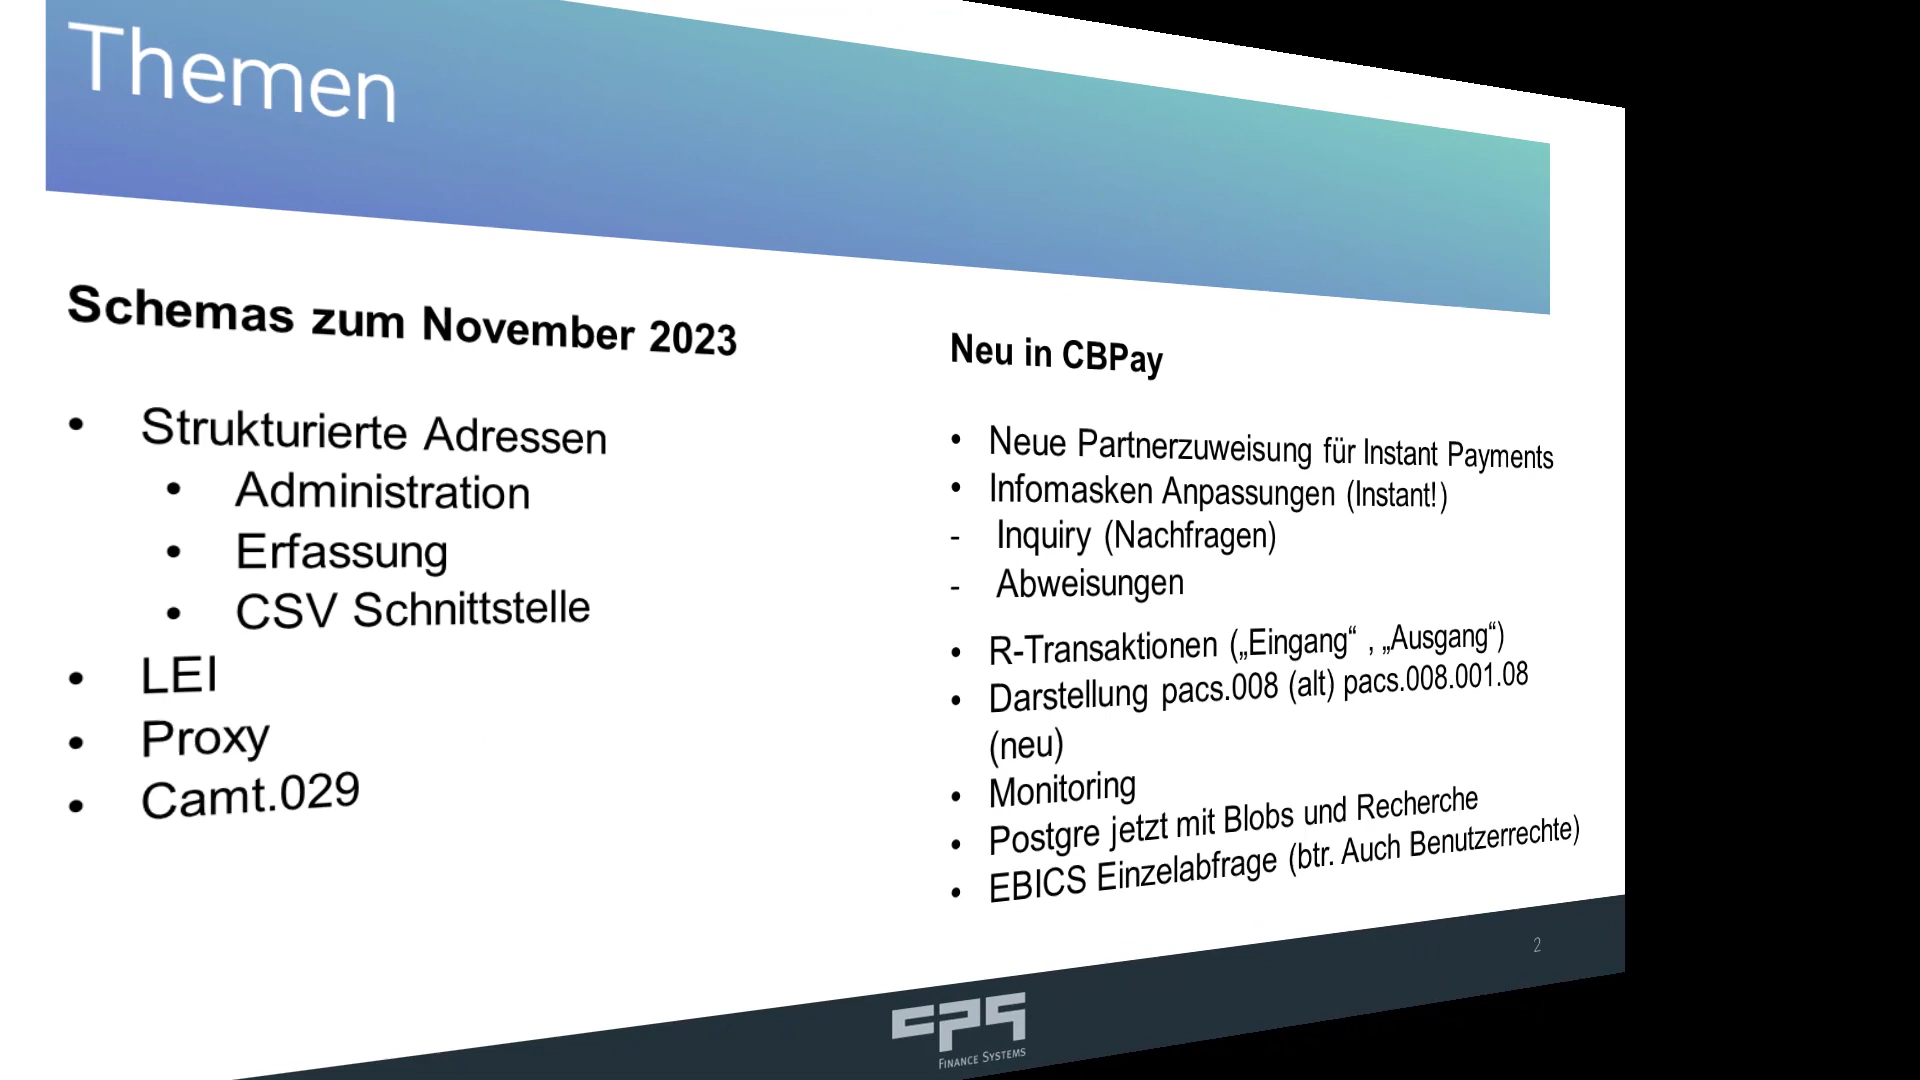 Themen
Schemas zum November 2023
• Strukturierte Adressen
• Administration
• Erfassung
• CSV Schnittstelle
• LEI
• Proxy
• Camt.029
Neu in CBPay
• Neue Partnerzuweisung für Instant Payments
• Infomasken Anpassungen (Instant!)
- Inquiry (Nachfragen)
- Abweisungen
• R-Transaktionen („Eingang“ , „Ausgang“)
• Darstellung pacs.008 (alt) pacs.008.001.08
(neu)
• Monitoring
• Postgre jetzt mit Blobs und Recherche
• EBICS Einzelabfrage (btr. Auch Benutzerrechte)
2
CPG
FINANCE SYSTEMS